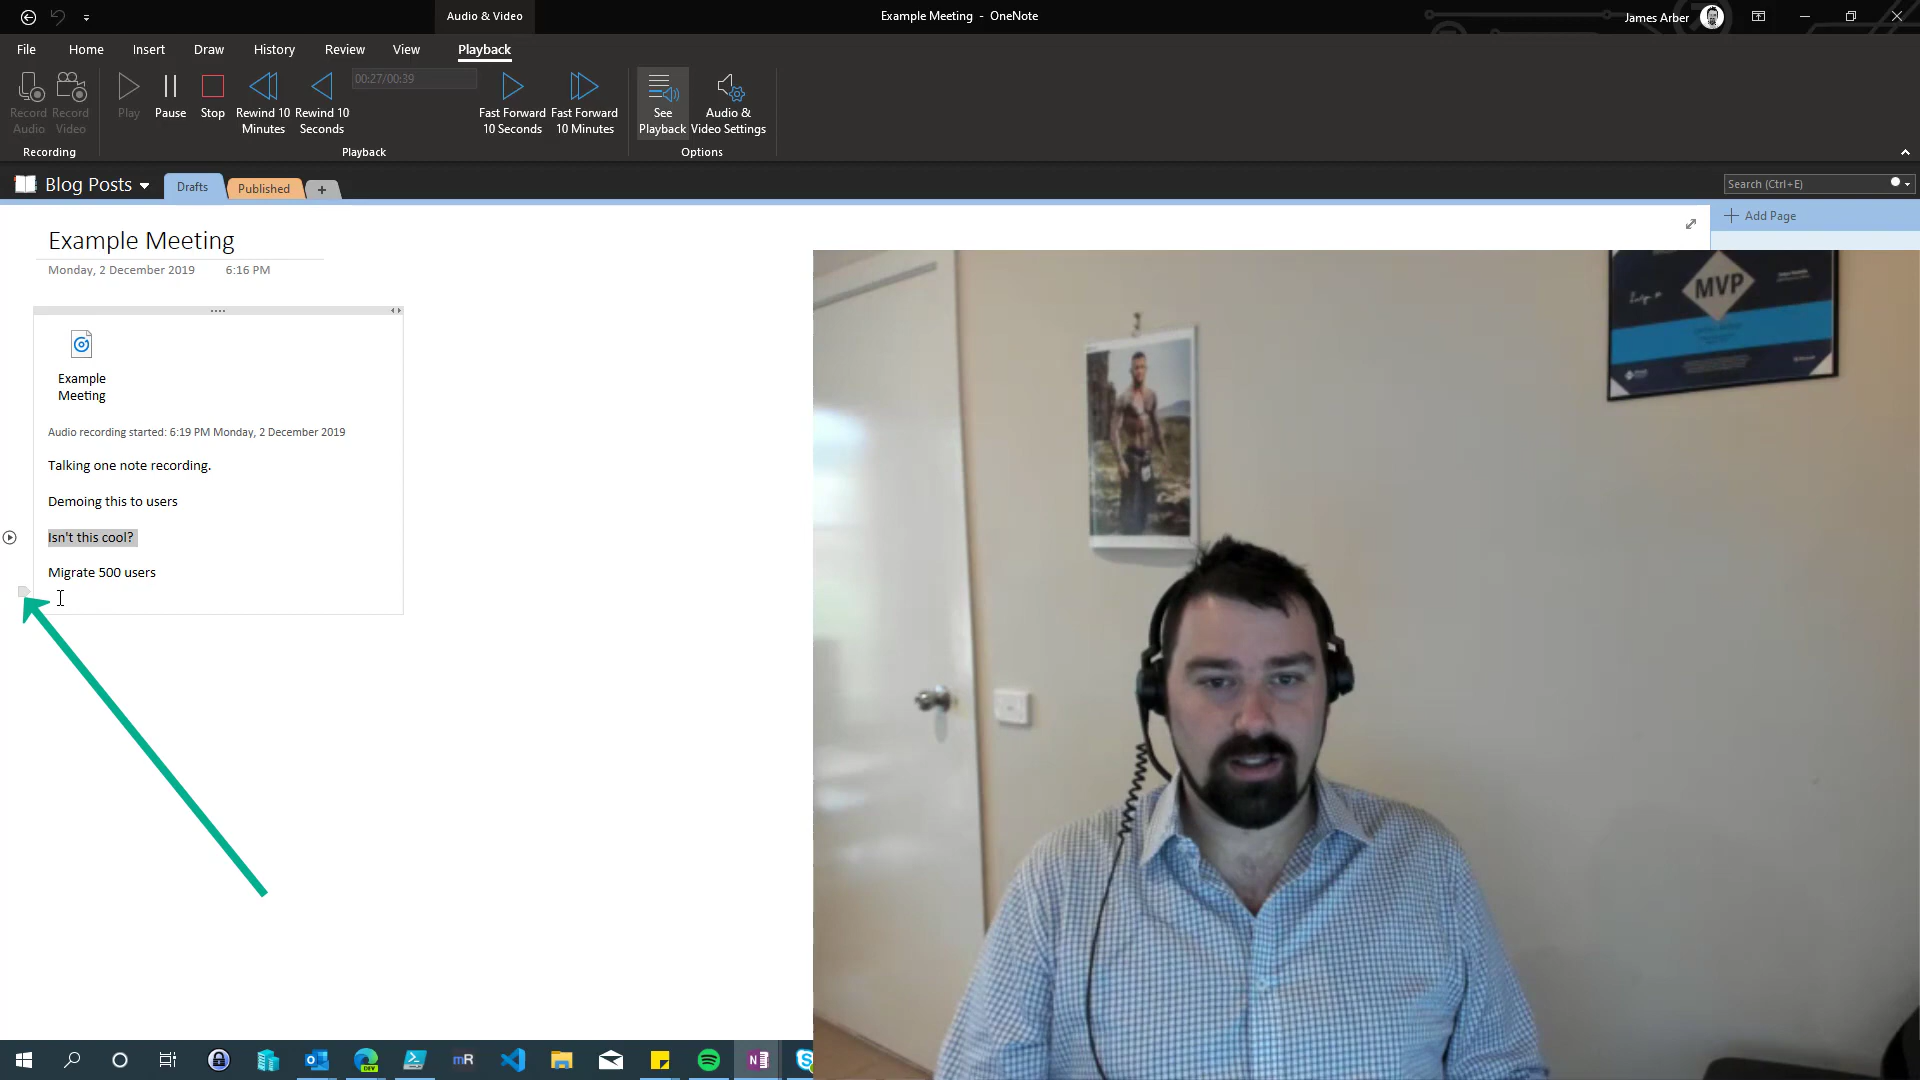 Audio & Video
Example Meeting - OneNote
James Arber
File Home Insert Draw History Review View Playback
Record Audio
Record Video
Play
Pause
Stop
Rewind 10 Minutes
Rewind 10 Seconds
00:27/00:39
Fast Forward 10 Seconds
Fast Forward 10 Minutes
See Playback
Audio & Video Settings
Recording
Playback
Options
Blog Posts
Drafts
Published
Search (Ctrl+E)
Add Page
Example Meeting
Monday, 2 December 2019 6:16 PM
Example
Meeting
Audio recording started: 6:19 PM Monday, 2 December 2019
Talking one note recording.
Demoing this to users
Isn't this cool?
Migrate 500 users
MVP
DEV
mR